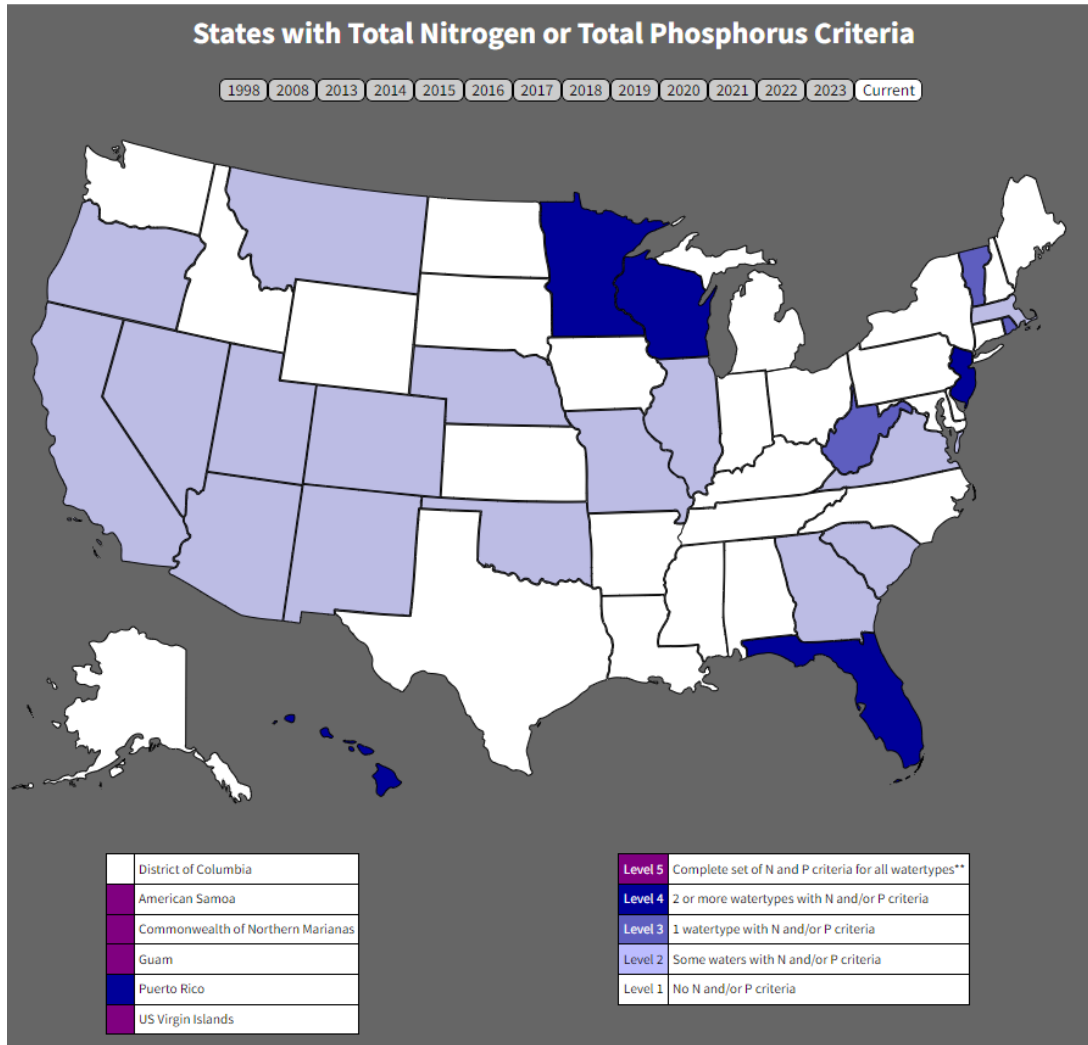 States with Total Nitrogen or Total Phosphorus Criteria
1998 2008 2013 2014 2015 2016 2017 2018 2019 2020 2021 2022 2023 Current
District of Columbia
American Samoa
Commonwealth of Northern Marianas
Guam
Puerto Rico
US Virgin Islands
Level 5 Complete set of N and P criteria for all watertypes**
Level 4 2 or more watertypes with N and/or P criteria
Level 3 1 watertype with N and/or P criteria
Level 2 Some waters with N and/or P criteria
Level 1 No N and/or P criteria